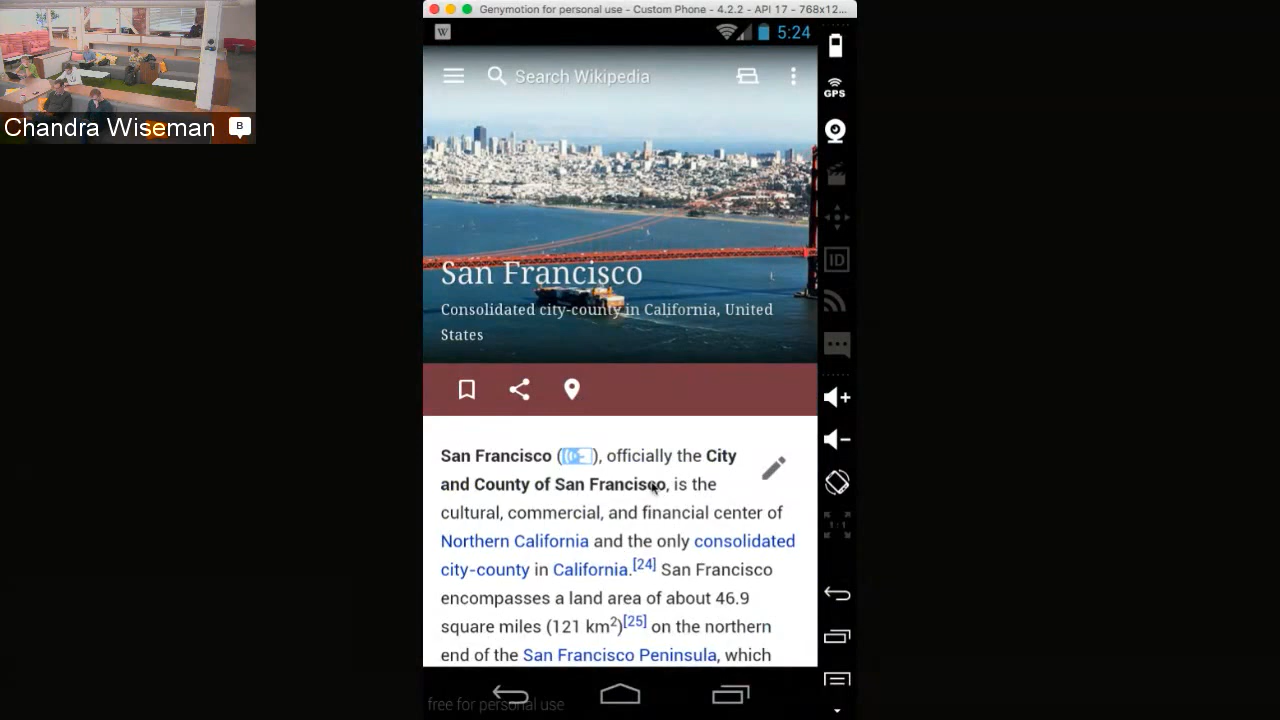 Genymotion for personal use - Custom Phone - 4.2.2 - API 17 - 768x12...
W
5:24
Search Wikipedia
GPS
Chandra Wiseman B
San Francisco
Consolidated city-county in California, United
States
ID
San Francisco (), officially the City
and County of San Francisco, is the
cultural, commercial, and financial center of
Northern California and the only consolidated
city-county in California.[24] San Francisco
encompasses a land area of about 46.9
square miles (121 km2)[25] on the northern
end of the San Francisco Peninsula, which
1:1
free for personal use